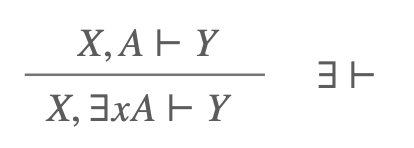 X, A ⊢ Y
X, ∃xA ⊢ Y
∃ ⊢